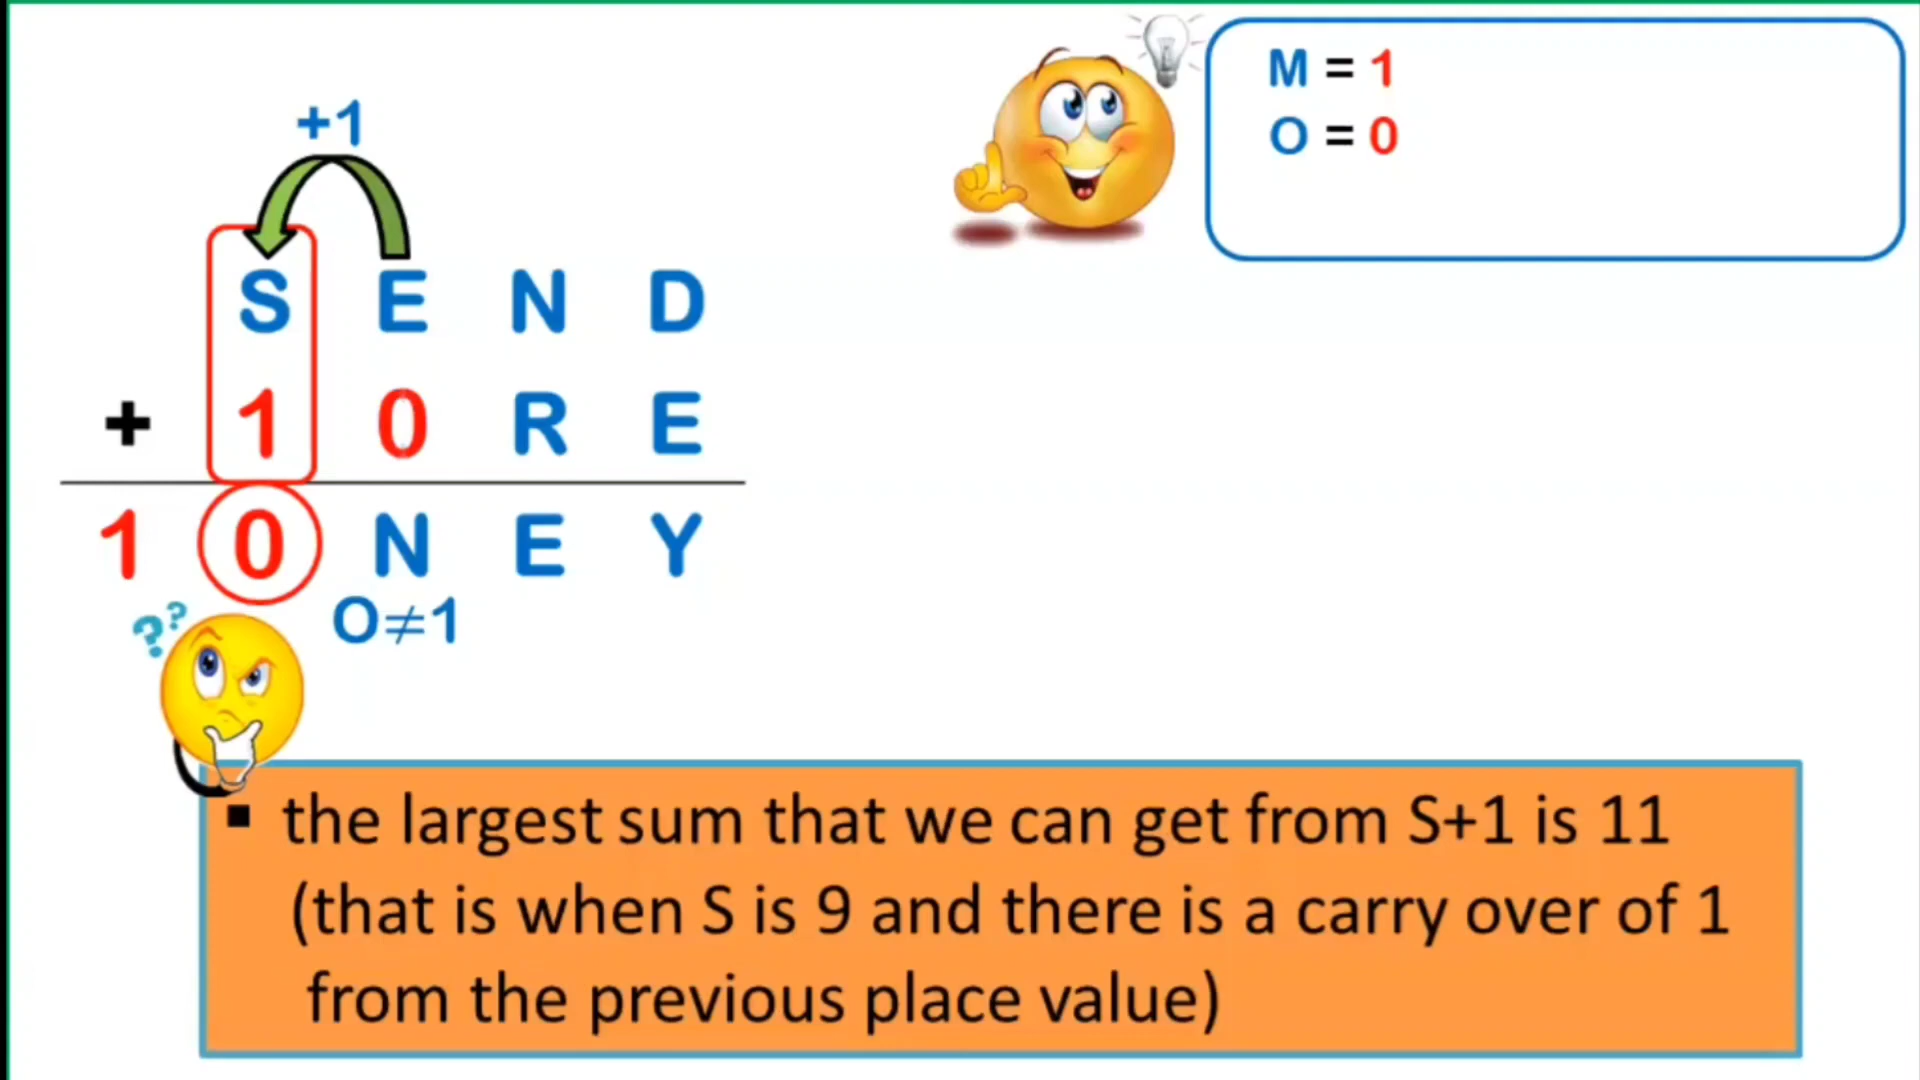 M = 1
O = 0
+1
S E N D
+ 1 0 R E
1 0 N E Y
O≠1
? ?
▪ the largest sum that we can get from S+1 is 11
(that is when S is 9 and there is a carry over of 1
from the previous place value)